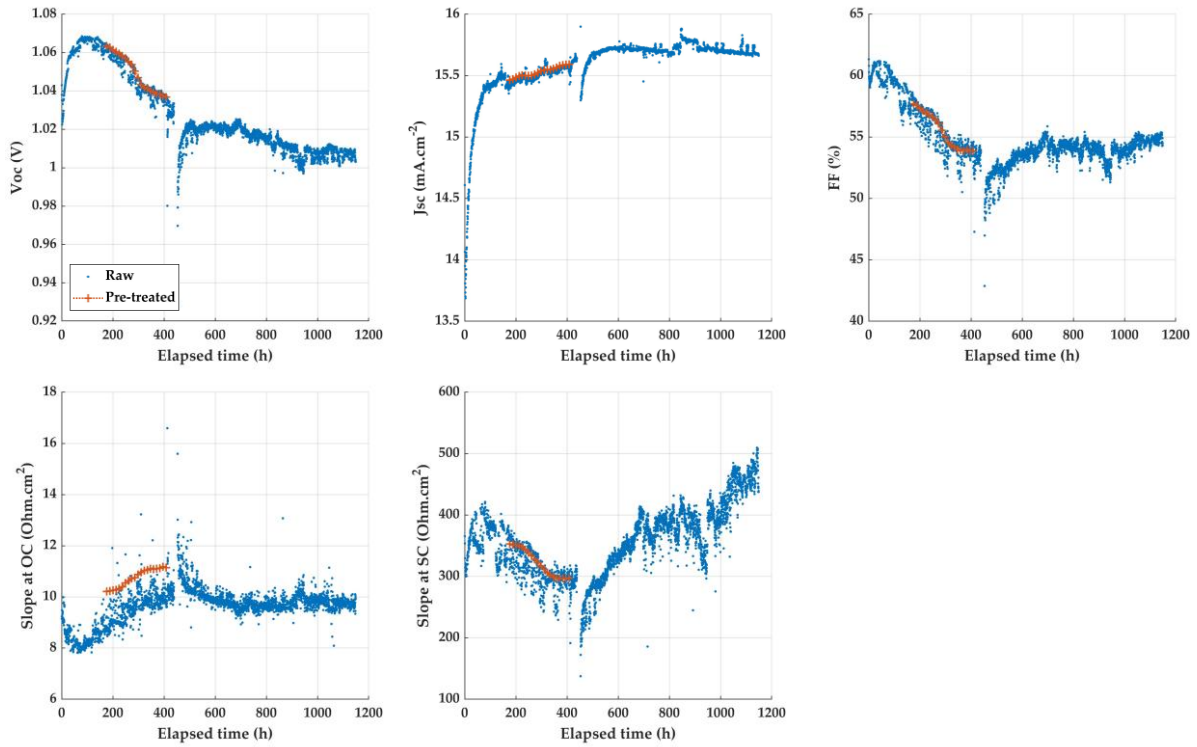 1.08
1.06
1.04
1.02
1
0.98
0.96
0.94
0.92
Voc (V)
Raw
Pre-treated
0 200 400 600 800 1000 1200
Elapsed time (h)
16
15.5
15
14.5
14
13.5
Jsc (mA.cm⁻²)
0 200 400 600 800 1000 1200
Elapsed time (h)
65
60
55
50
45
40
FF (%)
0 200 400 600 800 1000 1200
Elapsed time (h)
18
16
14
12
10
8
6
Slope at OC (Ohm.cm²)
0 200 400 600 800 1000 1200
Elapsed time (h)
600
500
400
300
200
100
Slope at SC (Ohm.cm²)
0 200 400 600 800 1000 1200
Elapsed time (h)